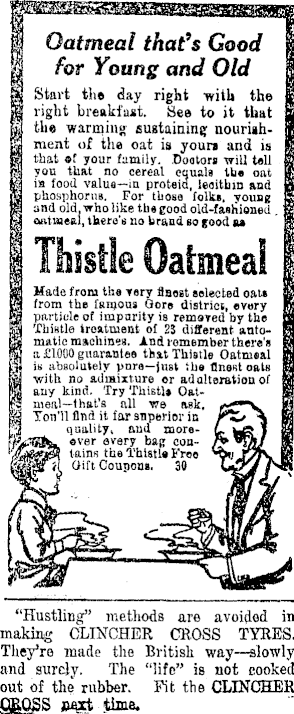 Oatmeal that's Good
for Young and Old
Start the day right with the
right breakfast. See to it that
the warming sustaining nourish-
ment of the oat is yours and is
that of your family. Doctors will tell
you that no cereal equals the oat
in food value—in proteid, lecithin and
phosphorus. For those folks, young
and old, who like the good old-fashioned
oatmeal, there's no brand so good as
Thistle Oatmeal
Made from the very finest selected oats
from the famous Gore district, every
particle of impurity is removed by the
Thistle treatment of 23 different auto-
matic machines. And remember there's
a £1000 guarantee that Thistle Oatmeal
is absolutely pure—just the finest oats
with no admixture or adulteration of
any kind. Try Thistle Oat-
meal—that's all we ask.
You'll find it far superior in
quality, and more-
over every bag con-
tains the Thistle Free
Gift Coupons. 30
"Hustling" methods are avoided in
making CLINCHER CROSS TYRES.
They're made the British way—slowly
and surely. The "life" is not cooked
out of the rubber. Fit the CLINCHER
CROSS next time.